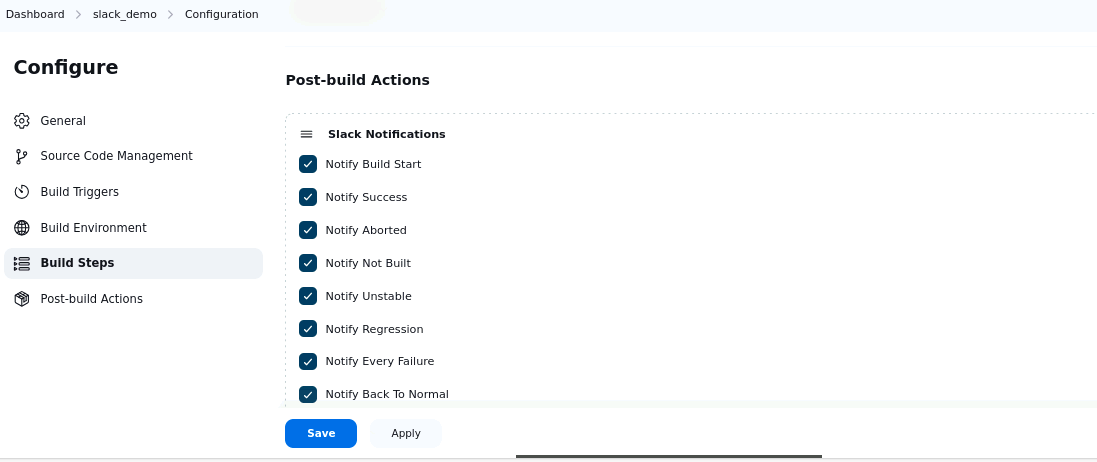 Dashboard > slack_demo > Configuration
Configure
General
Source Code Management
Build Triggers
Build Environment
Build Steps
Post-build Actions
Post-build Actions
Slack Notifications
Notify Build Start
Notify Success
Notify Aborted
Notify Not Built
Notify Unstable
Notify Regression
Notify Every Failure
Notify Back To Normal
Save Apply